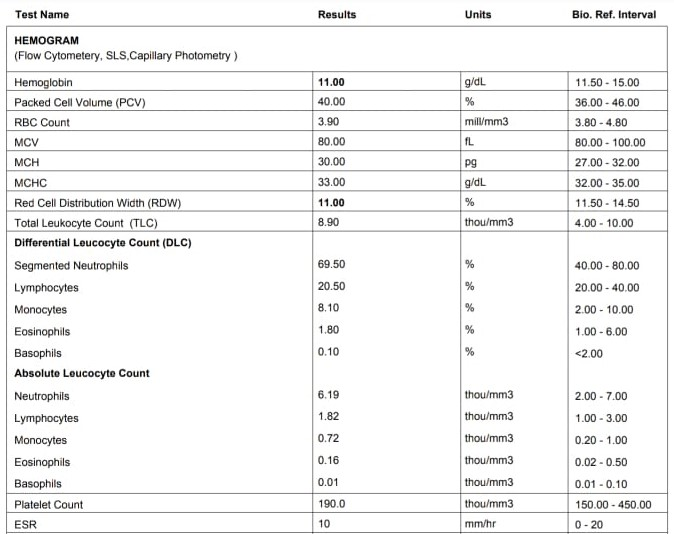 Test Name Results Units Bio. Ref. Interval
HEMOGRAM
(Flow Cytometery, SLS,Capillary Photometry )
Hemoglobin 11.00 g/dL 11.50 - 15.00
Packed Cell Volume (PCV) 40.00 % 36.00 - 46.00
RBC Count 3.90 mill/mm3 3.80 - 4.80
MCV 80.00 fL 80.00 - 100.00
MCH 30.00 pg 27.00 - 32.00
MCHC 33.00 g/dL 32.00 - 35.00
Red Cell Distribution Width (RDW) 11.00 % 11.50 - 14.50
Total Leukocyte Count (TLC) 8.90 thou/mm3 4.00 - 10.00
Differential Leucocyte Count (DLC)
Segmented Neutrophils 69.50 % 40.00 - 80.00
Lymphocytes 20.50 % 20.00 - 40.00
Monocytes 8.10 % 2.00 - 10.00
Eosinophils 1.80 % 1.00 - 6.00
Basophils 0.10 % <2.00
Absolute Leucocyte Count
Neutrophils 6.19 thou/mm3 2.00 - 7.00
Lymphocytes 1.82 thou/mm3 1.00 - 3.00
Monocytes 0.72 thou/mm3 0.20 - 1.00
Eosinophils 0.16 thou/mm3 0.02 - 0.50
Basophils 0.01 thou/mm3 0.01 - 0.10
Platelet Count 190.0 thou/mm3 150.00 - 450.00
ESR 10 mm/hr 0 - 20